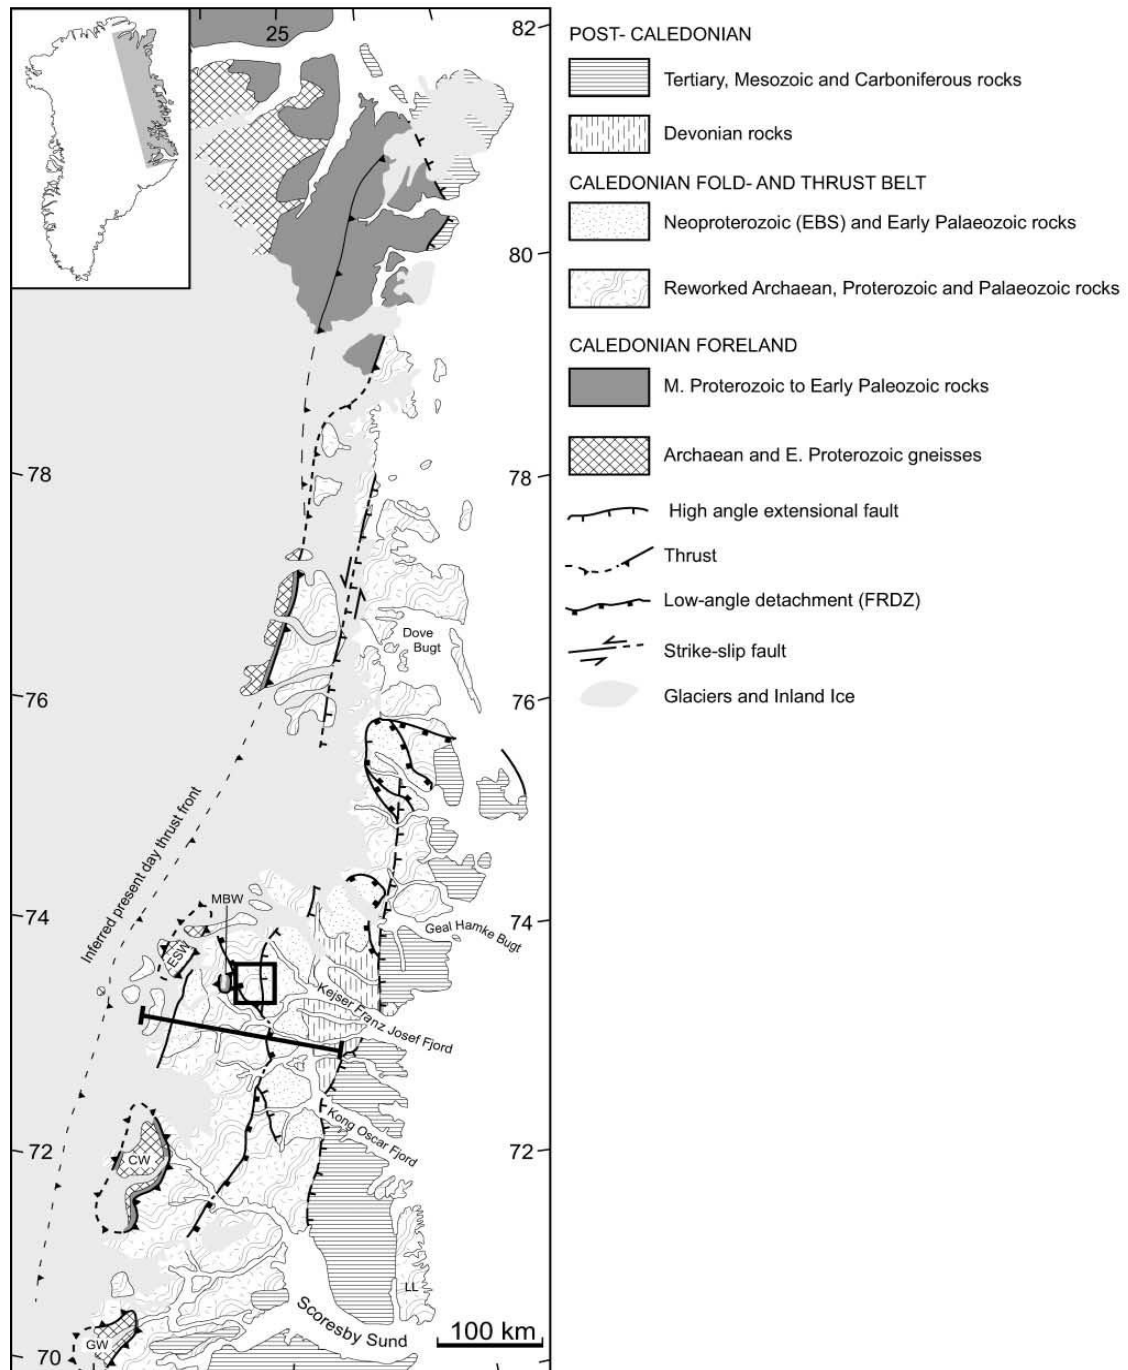 25
82
80
78
78
Dove
Bugt
76
76
Inferred present day thrust front
MBW
74
74
ESW
Geal Hamke Bugt
Kejser Franz Josef Fjord
72
72
CW
Kong Oscar Fjord
LL
Scoresby Sund
GW
70
100 km
POST- CALEDONIAN
Tertiary, Mesozoic and Carboniferous rocks
Devonian rocks
CALEDONIAN FOLD- AND THRUST BELT
Neoproterozoic (EBS) and Early Palaeozoic rocks
Reworked Archaean, Proterozoic and Palaeozoic rocks
CALEDONIAN FORELAND
M. Proterozoic to Early Paleozoic rocks
Archaean and E. Proterozoic gneisses
High angle extensional fault
Thrust
Low-angle detachment (FRDZ)
Strike-slip fault
Glaciers and Inland Ice